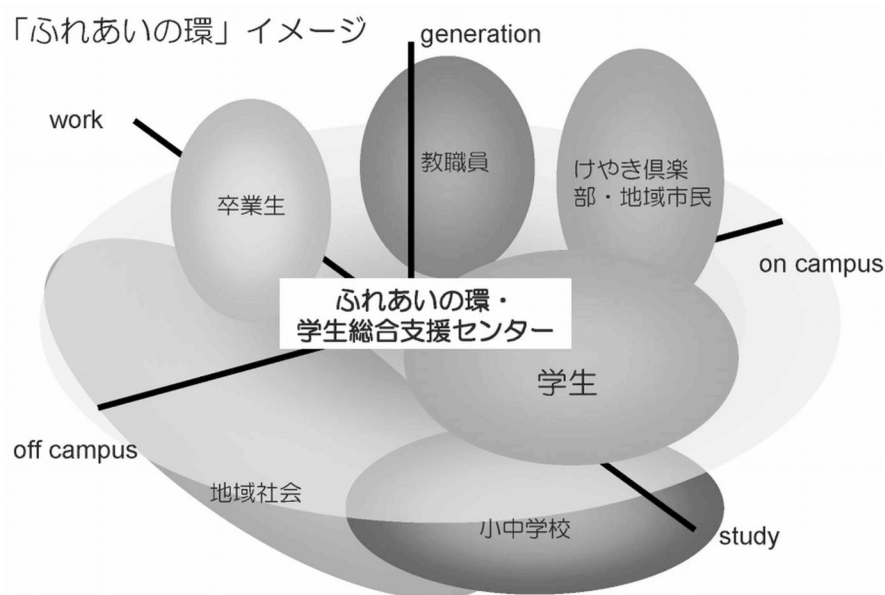 「ふれあいの環」イメージ
generation
work
教職員
けやき倶楽
部・地域市民
卒業生
on campus
ふれあいの環・
学生総合支援センター
学生
off campus
地域社会
小中学校
study